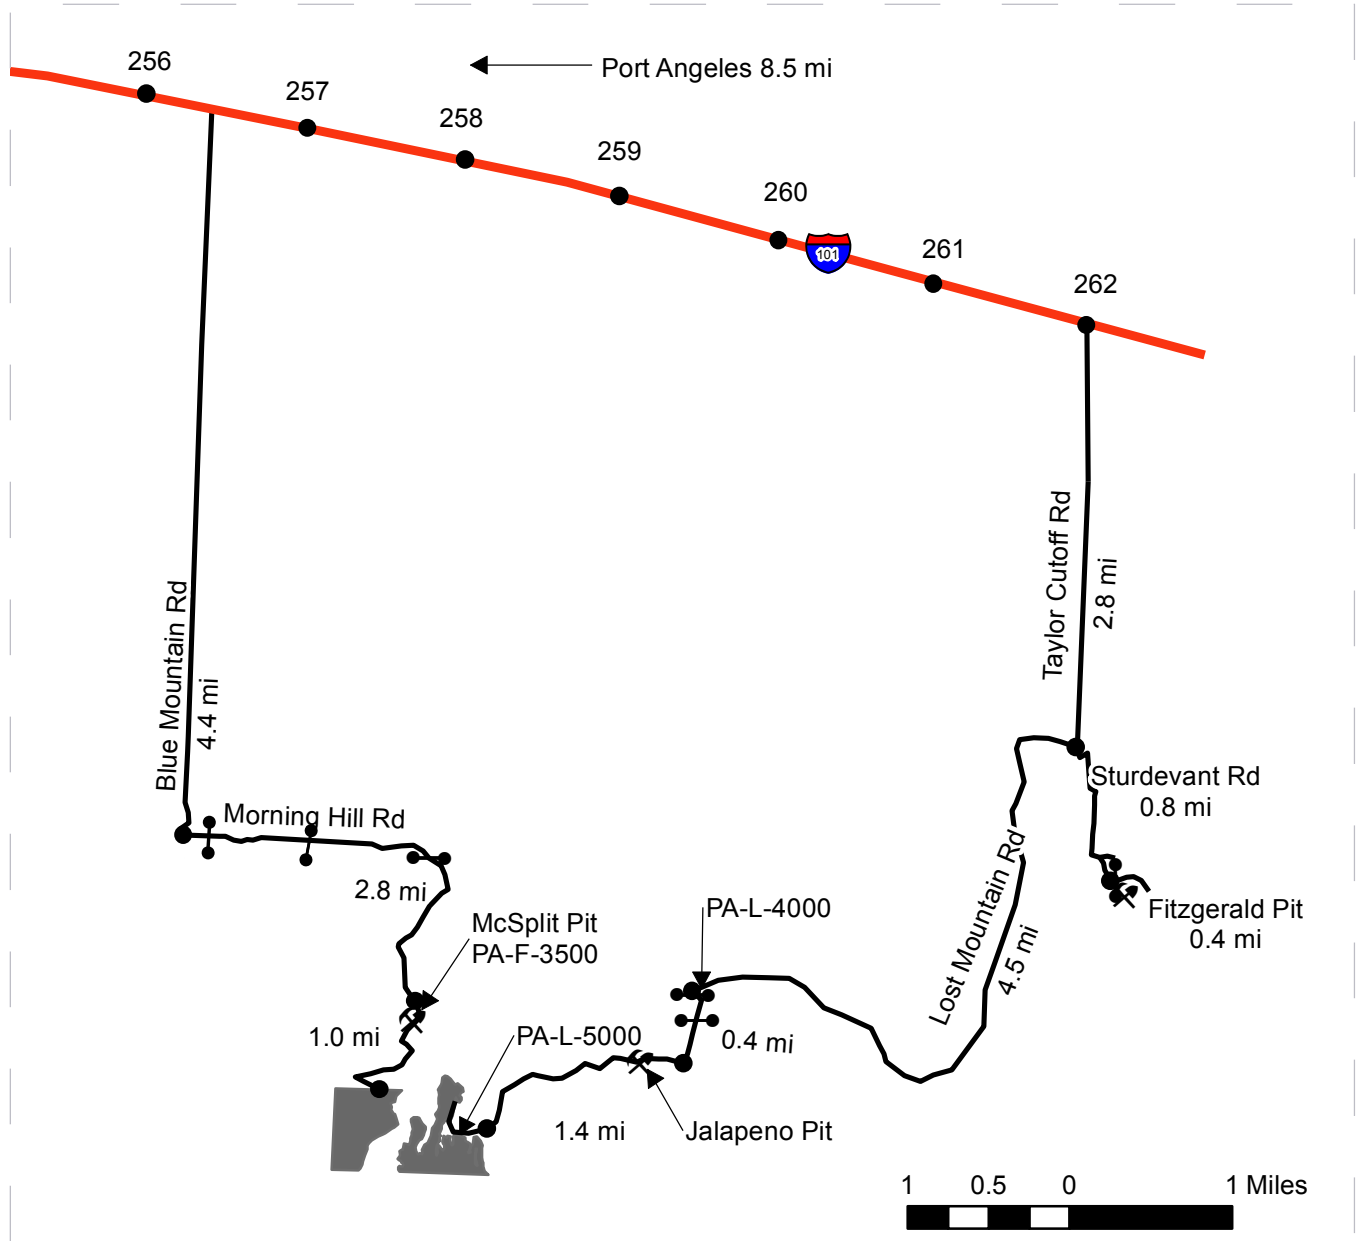 256
Port Angeles 8.5 mi
257
258
259
260
101
261
262
Taylor Cutoff Rd
2.8 mi
Blue Mountain Rd
4.4 mi
Sturdevant Rd
0.8 mi
Morning Hill Rd
2.8 mi
Lost Mountain Rd
4.5 mi
PA-L-4000
Fitzgerald Pit
0.4 mi
McSplit Pit
PA-F-3500
1.0 mi
PA-L-5000
0.4 mi
1.4 mi
Jalapeno Pit
1 0.5 0 1 Miles